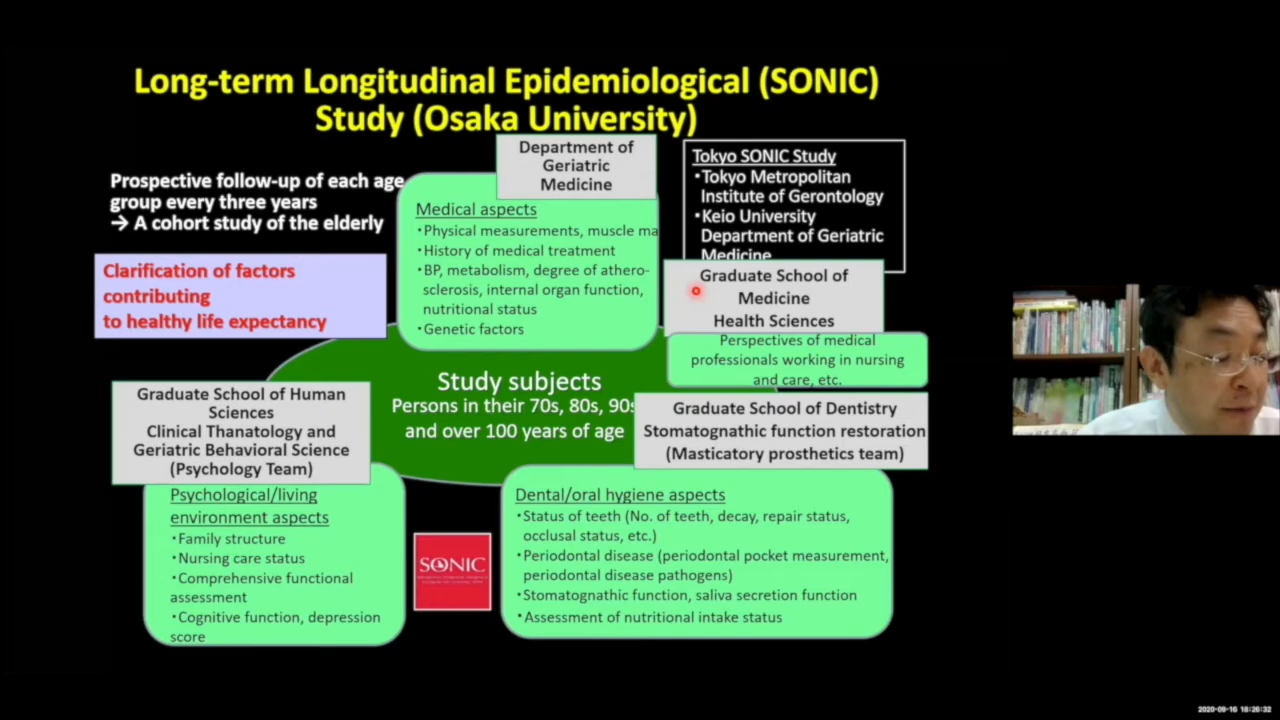 Long-term Longitudinal Epidemiological (SONIC)
Study (Osaka University)
Prospective follow-up of each age
group every three years
→ A cohort study of the elderly
Clarification of factors
contributing
to healthy life expectancy
Department of
Geriatric
Medicine
Medical aspects
・Physical measurements, muscle ma
・History of medical treatment
・BP, metabolism, degree of athero-
sclerosis, internal organ function,
nutritional status
・Genetic factors
Tokyo SONIC Study
・Tokyo Metropolitan
Institute of Gerontology
・Keio University
Department of Geriatric
Medicine
Graduate School of
Medicine
Health Sciences
Perspectives of medical
professionals working in nursing
and care, etc.
Study subjects
Persons in their 70s, 80s, 90s
and over 100 years of age
Graduate School of Human
Sciences
Clinical Thanatology and
Geriatric Behavioral Science
(Psychology Team)
Psychological/living
environment aspects
・Family structure
・Nursing care status
・Comprehensive functional
assessment
・Cognitive function, depression
score
Graduate School of Dentistry
Stomatognathic function restoration
(Masticatory prosthetics team)
Dental/oral hygiene aspects
・Status of teeth (No. of teeth, decay, repair status,
occlusal status, etc.)
・Periodontal disease (periodontal pocket measurement,
periodontal disease pathogens)
・Stomatognathic function, saliva secretion function
・Assessment of nutritional intake status
SONIC
2020-09-16 18:26:32